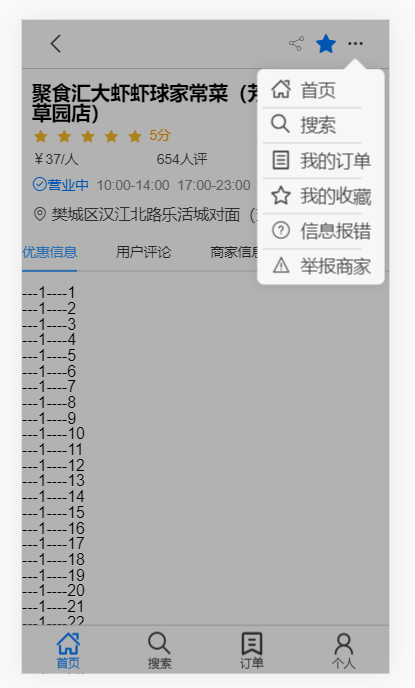 聚食汇大虾虾球家常菜（芳
草园店）
5分
￥37/人 654人评
营业中 10:00-14:00 17:00-23:00
樊城区汉江北路乐活城对面（
优惠信息 用户评论 商家信息
首页
搜索
我的订单
我的收藏
信息报错
举报商家
---1----1
---1----2
---1----3
---1----4
---1----5
---1----6
---1----7
---1----8
---1----9
---1----10
---1----11
---1----12
---1----13
---1----14
---1----15
---1----16
---1----17
---1----18
---1----19
---1----20
---1----21
---1----22
首页 搜索 订单 个人